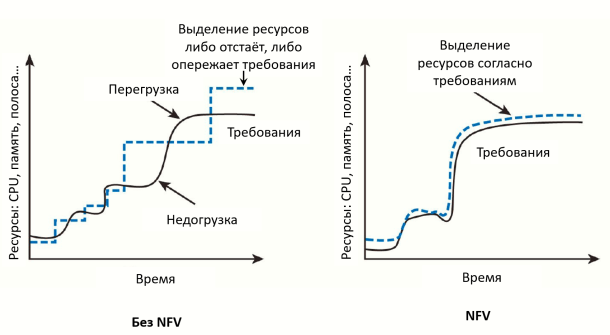 Выделение ресурсов
либо отстаёт, либо
опережает требования
Перегрузка
Требования
Недогрузка
Ресурсы: CPU, память, полоса...
Время
Без NFV
Выделение
ресурсов согласно
требованиям
Требования
Ресурсы: CPU, память, полоса...
Время
NFV